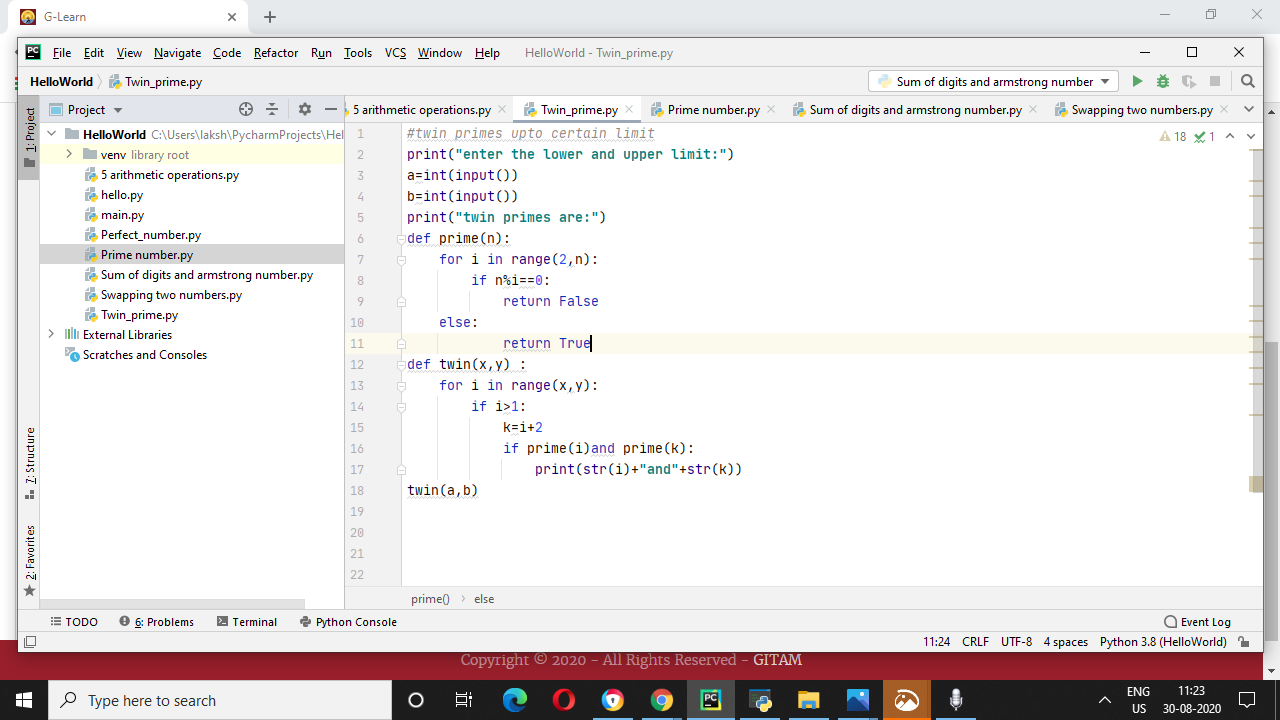 G-Learn
File Edit View Navigate Code Refactor Run Tools VCS Window Help HelloWorld - Twin_prime.py
HelloWorld Twin_prime.py Sum of digits and armstrong number
Project 5 arithmetic operations.py Twin_prime.py Prime number.py Sum of digits and armstrong number.py Swapping two numbers.py
1: Project
HelloWorld C:\Users\laksh\PycharmProjects\Hel
venv library root
5 arithmetic operations.py
hello.py
main.py
Perfect_number.py
Prime number.py
Sum of digits and armstrong number.py
Swapping two numbers.py
Twin_prime.py
External Libraries
Scratches and Consoles
7: Structure
2: Favorites
18 1
1 #twin primes upto certain limit
2 print("enter the lower and upper limit:")
3 a=int(input())
4 b=int(input())
5 print("twin primes are:")
6 def prime(n):
7     for i in range(2,n):
8         if n%i==0:
9             return False
10     else:
11             return True
12 def twin(x,y) :
13     for i in range(x,y):
14         if i>1:
15             k=i+2
16             if prime(i)and prime(k):
17                 print(str(i)+"and"+str(k))
18 twin(a,b)
19
20
21
22
prime() › else
TODO 6: Problems Terminal Python Console Event Log
11:24 CRLF UTF-8 4 spaces Python 3.8 (HelloWorld)
Copyright © 2020 - All Rights Reserved - GITAM
Type here to search
ENG
US
11:23
30-08-2020